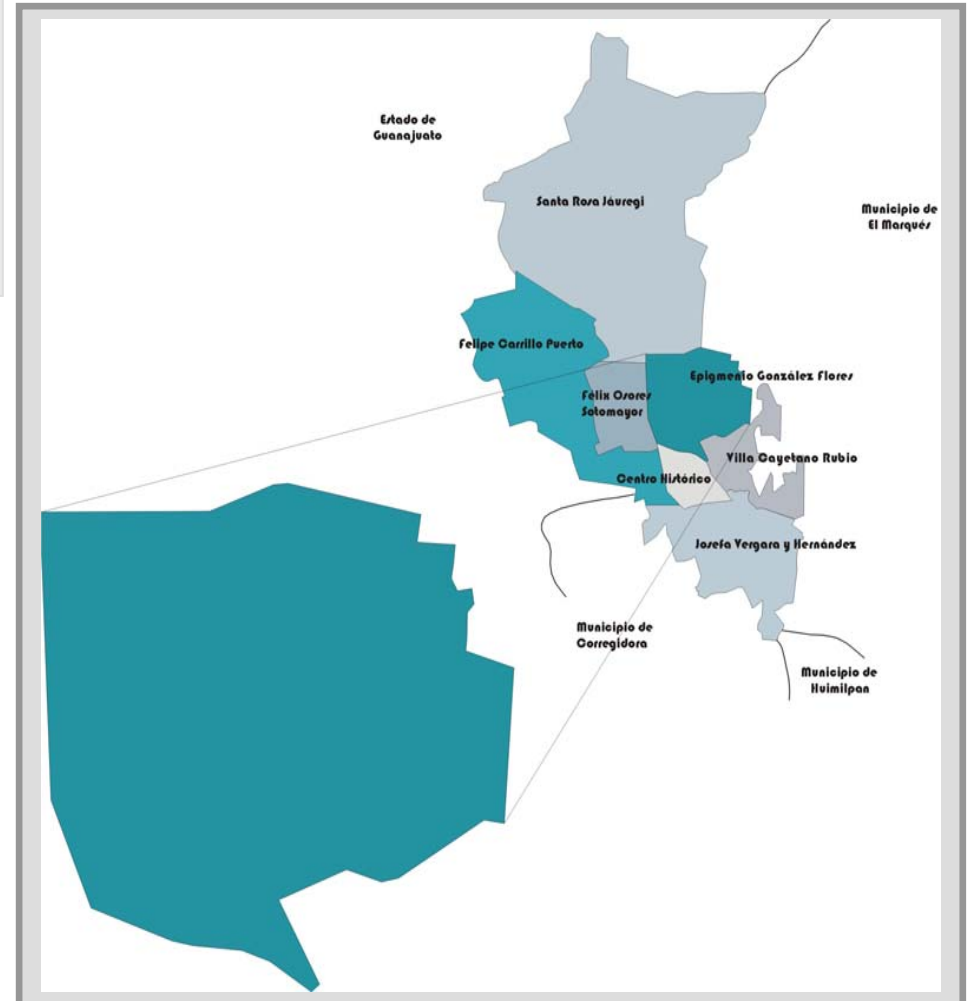 Estado de
Guanajuato
Santa Rosa Jáuregi
Municipio de
El Marqués
Felipe Carrillo Puerto
Epigmenio González Flores
Félix Osores
Sotomayor
Villa Cayetano Rubio
Centro Histórico
Josefa Vergara y Hernández
Municipio de
Corregidora
Municipio de
Huimilpan